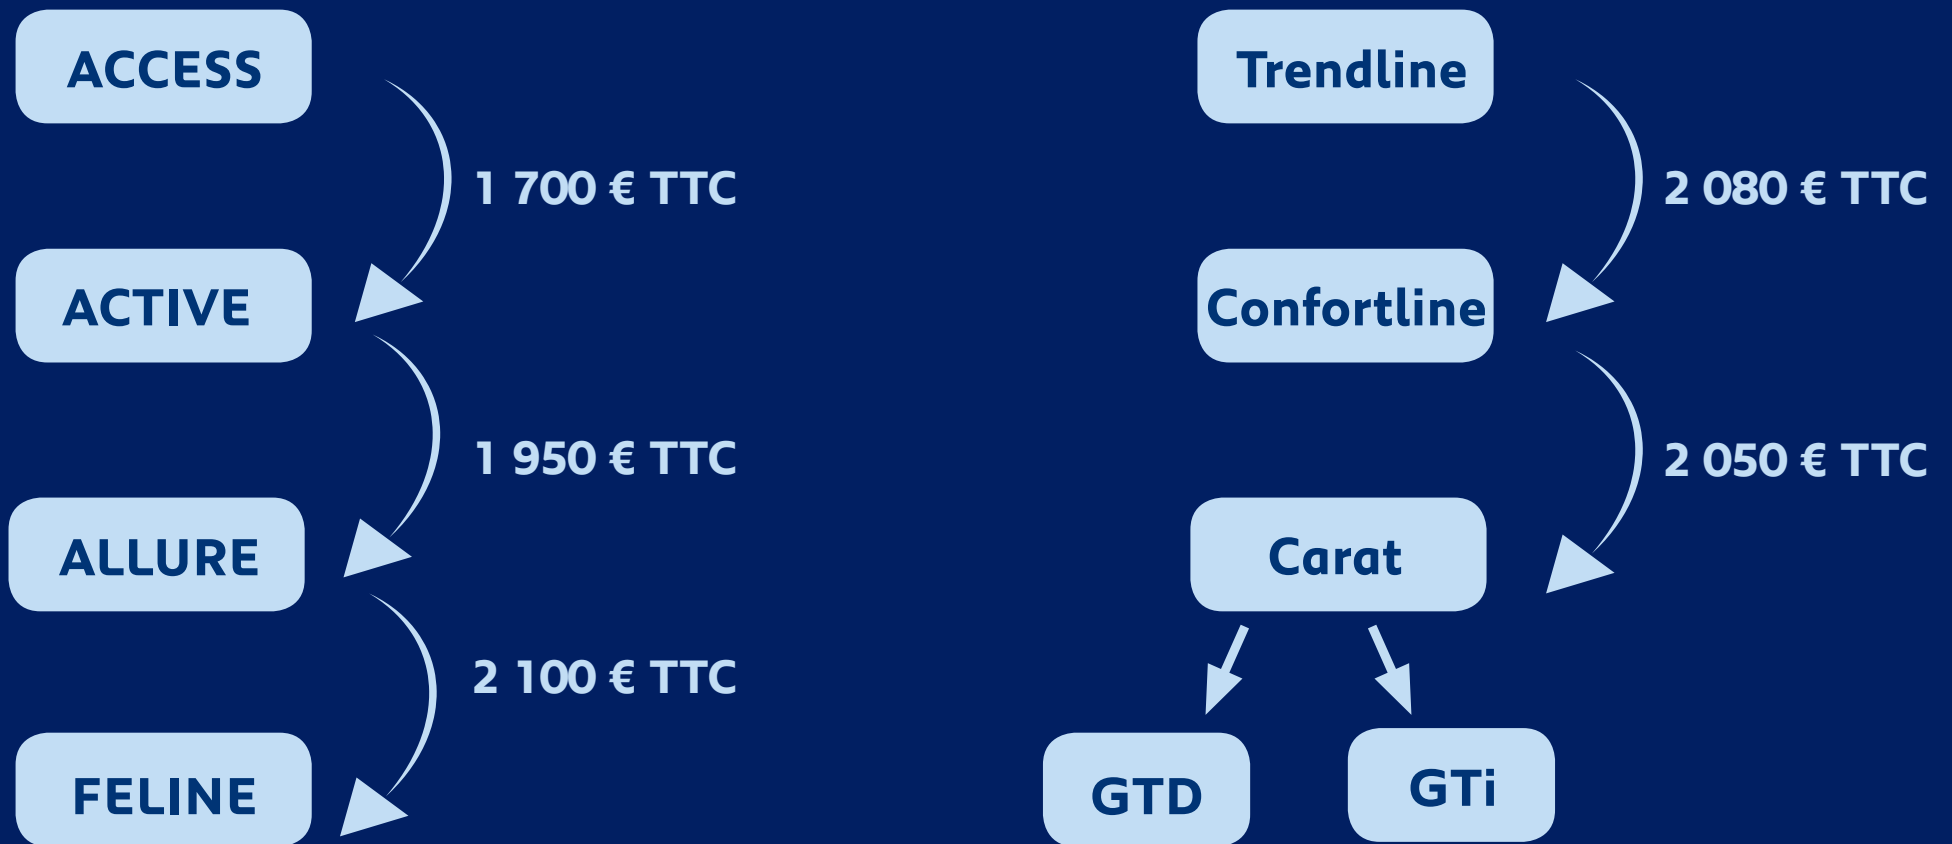 ACCESS
1 700 € TTC
ACTIVE
1 950 € TTC
ALLURE
2 100 € TTC
FELINE
Trendline
2 080 € TTC
Confortline
2 050 € TTC
Carat
GTD
GTi